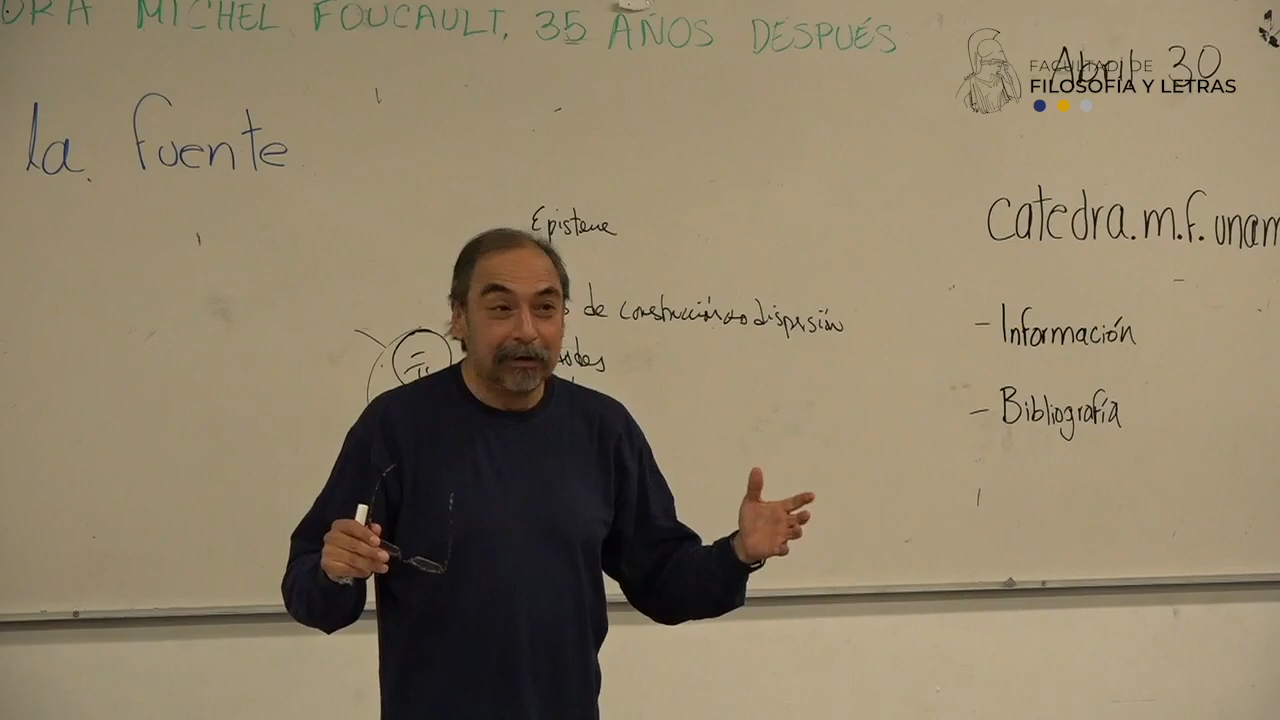 MICHEL FOUCAULT, 35 AÑOS DESPUÉS
Abril 30
FACULTAD DE
FILOSOFÍA Y LETRAS
la fuente
Episteme
catedra.m.f.unam
de construcción dispersión
- Información
- Bibliografía